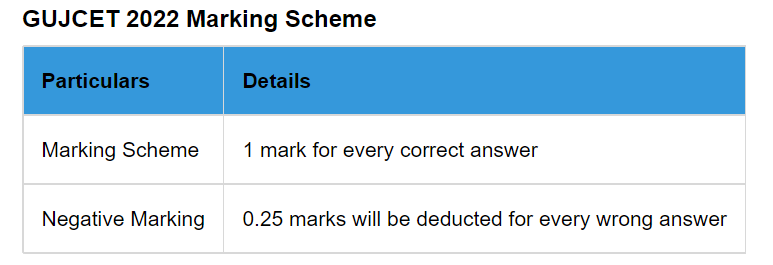 GUJCET 2022 Marking Scheme
Particulars Details
Marking Scheme 1 mark for every correct answer
Negative Marking 0.25 marks will be deducted for every wrong answer